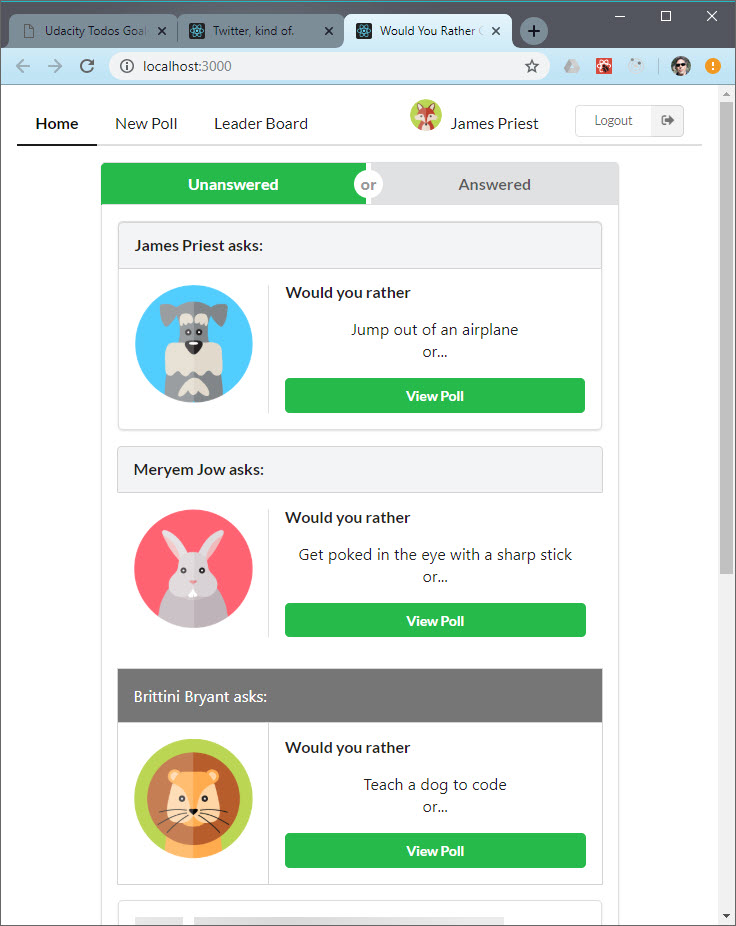 Udacity Todos Goal
Twitter, kind of.
Would You Rather
localhost:3000
Home
New Poll
Leader Board
James Priest
Logout
Unanswered
or
Answered
James Priest asks:
Would you rather
Jump out of an airplane
or...
View Poll
Meryem Jow asks:
Would you rather
Get poked in the eye with a sharp stick
or...
View Poll
Brittini Bryant asks:
Would you rather
Teach a dog to code
or...
View Poll